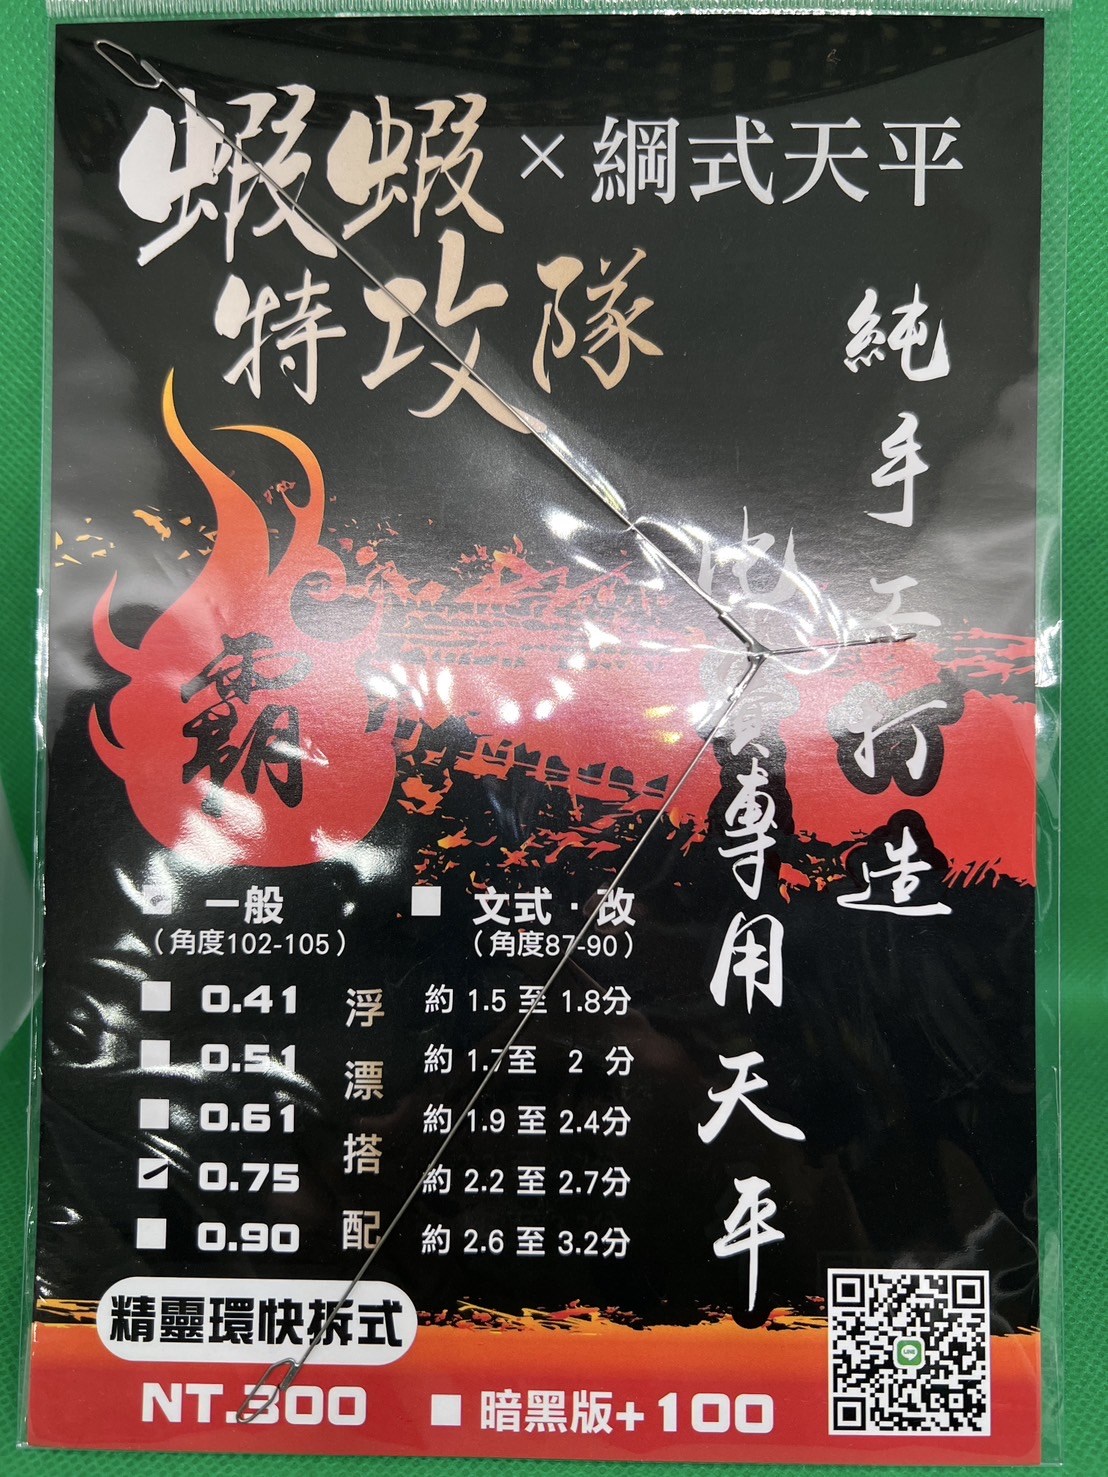 蝦蝦 × 綱式天平
特攻隊
純手工打造
比賽專用天平
霸
一般
(角度102-105)
文式・改
(角度87-90)
浮漂搭配
0.41 約 1.5 至 1.8分
0.51 約 1.7至 2 分
0.61 約 1.9 至 2.4分
0.75 約 2.2 至 2.7分
0.90 約 2.6 至 3.2分
精靈環快拆式
NT.300
暗黑版+100
LINE